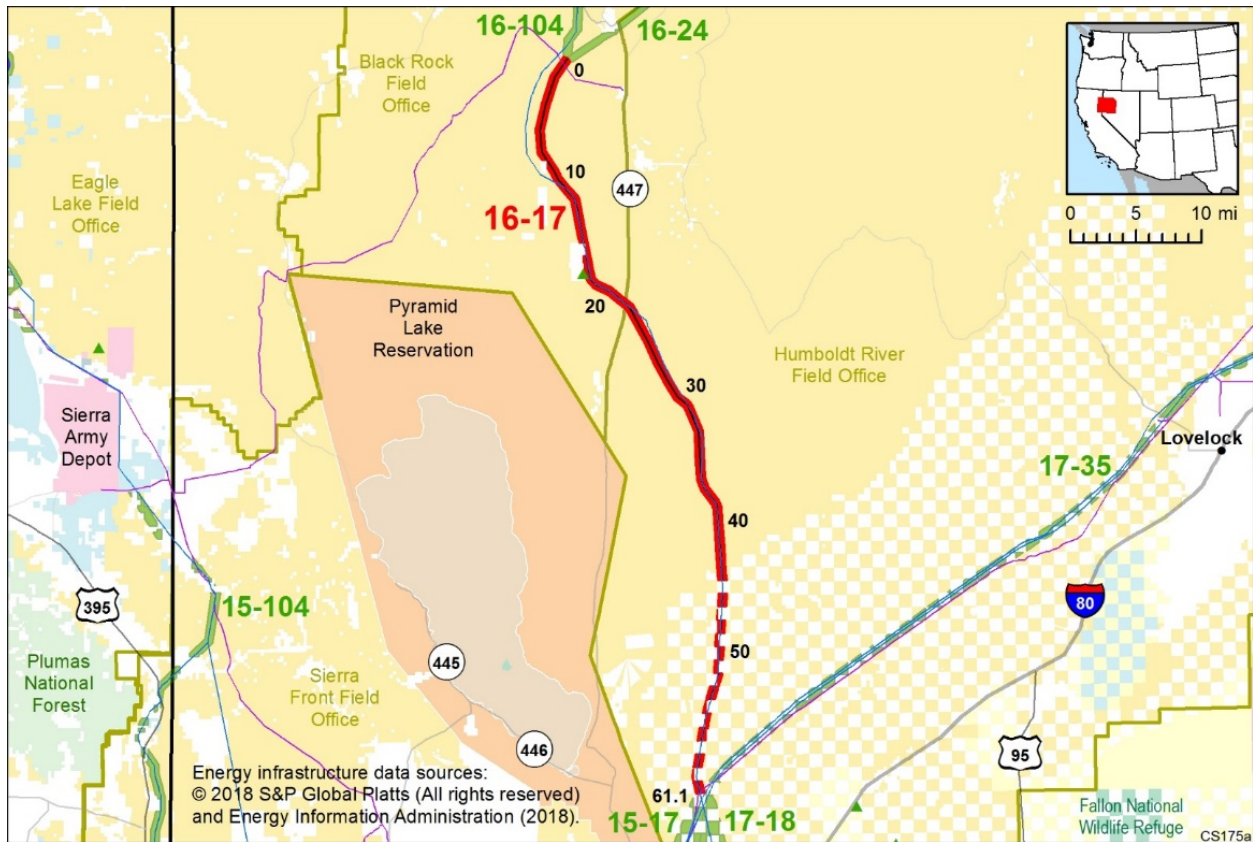 16-104
16-24
Black Rock
Field
Office
0
10
447
16-17
Eagle
Lake Field
Office
0 5 10 mi
20
Pyramid
Lake
Reservation
30
Humboldt River
Field Office
Sierra
Army
Depot
Lovelock
17-35
40
395
15-104
80
50
445
Plumas
National
Forest
Sierra
Front Field
Office
446
95
Energy infrastructure data sources:
© 2018 S&P Global Platts (All rights reserved)
and Energy Information Administration (2018).
61.1
15-17
17-18
Fallon National
Wildlife Refuge
CS175a